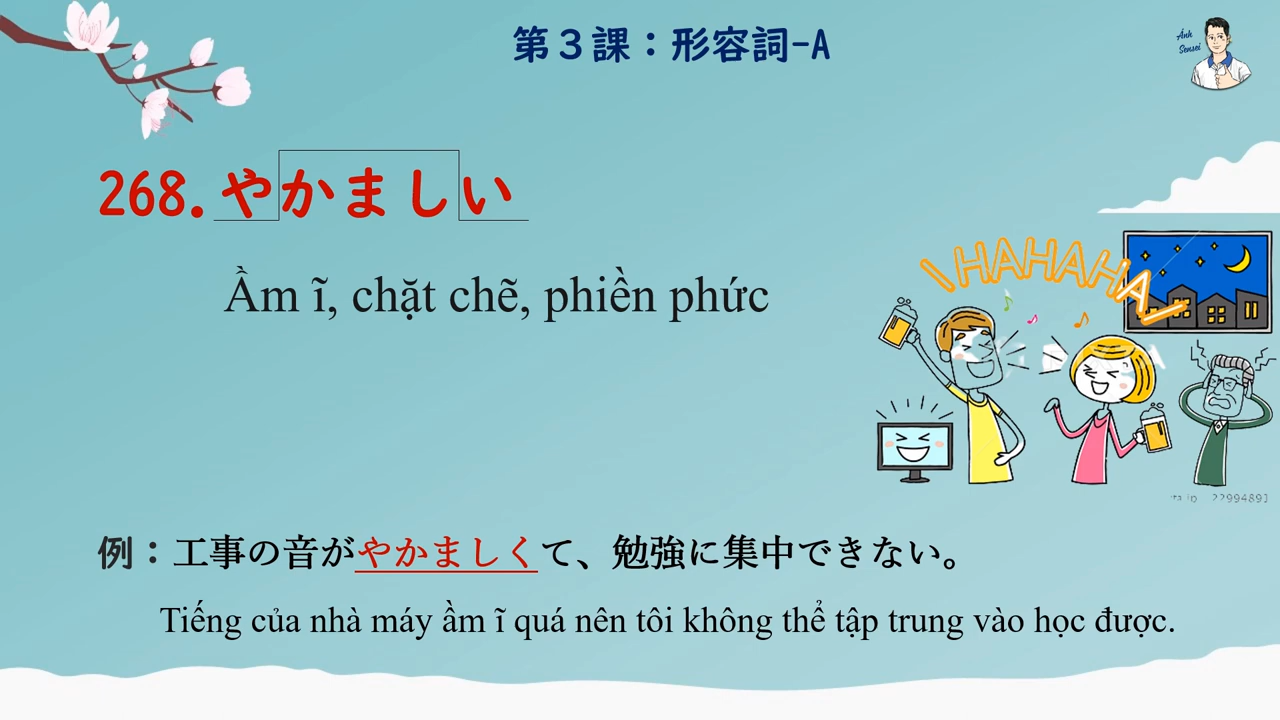 第３課：形容詞-A
Ánh
Sensei
268.やかましい
Ầm ĩ, chặt chẽ, phiền phức
HAHAHA
例：工事の音がやかましくて、勉強に集中できない。
Tiếng của nhà máy ầm ĩ quá nên tôi không thể tập trung vào học được.